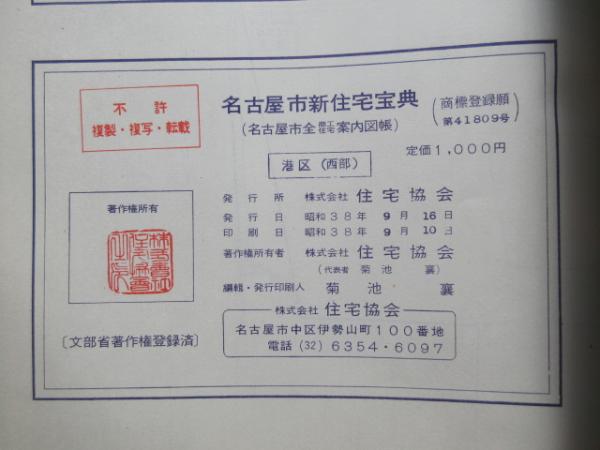 不許
複製・複写・転載
名古屋市新住宅宝典
(名古屋市全商工住宅案内図帳)
(商標登録願
第41809号)
定価1,000円
港区(西部)
著作権所有
発行所 株式会社 住宅協会
発行日 昭和38年 9月 16日
印刷日 昭和38年 9月 10日
著作権所有者 株式会社 住宅協会
(代表者 菊池 襄)
編輯・発行印刷人 菊池 襄
株式会社 住宅協会
名古屋市中区伊勢山町100番地
電話 (32) 6354・6097
〔文部省著作権登録済〕